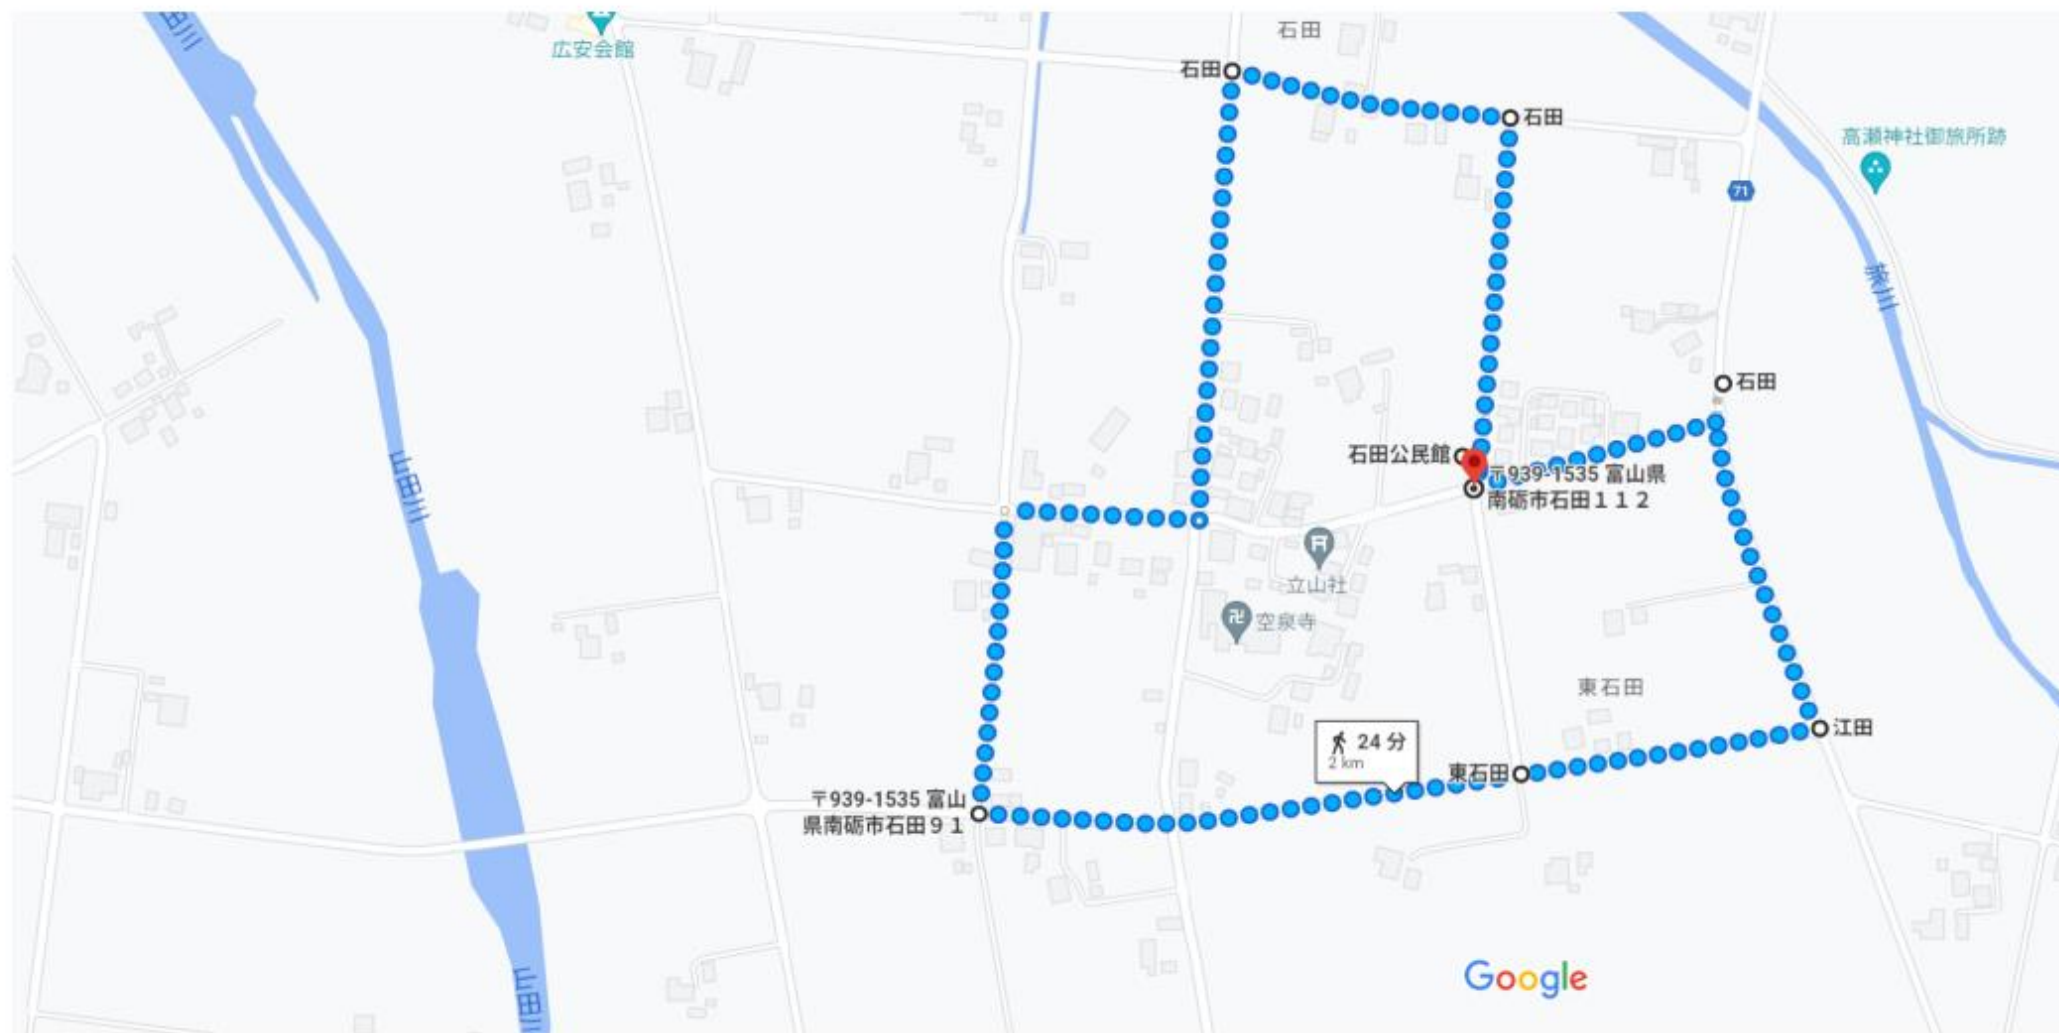 山田川
広安会館
石田
石田
石田
高瀬神社御旅所跡
71
石田
石田公民館
〒939-1535 富山県
南砺市石田１１２
山田川
立山社
空泉寺
東石田
24 分
2 km
東石田
江田
〒939-1535 富山
県南砺市石田９１
山田川
Google